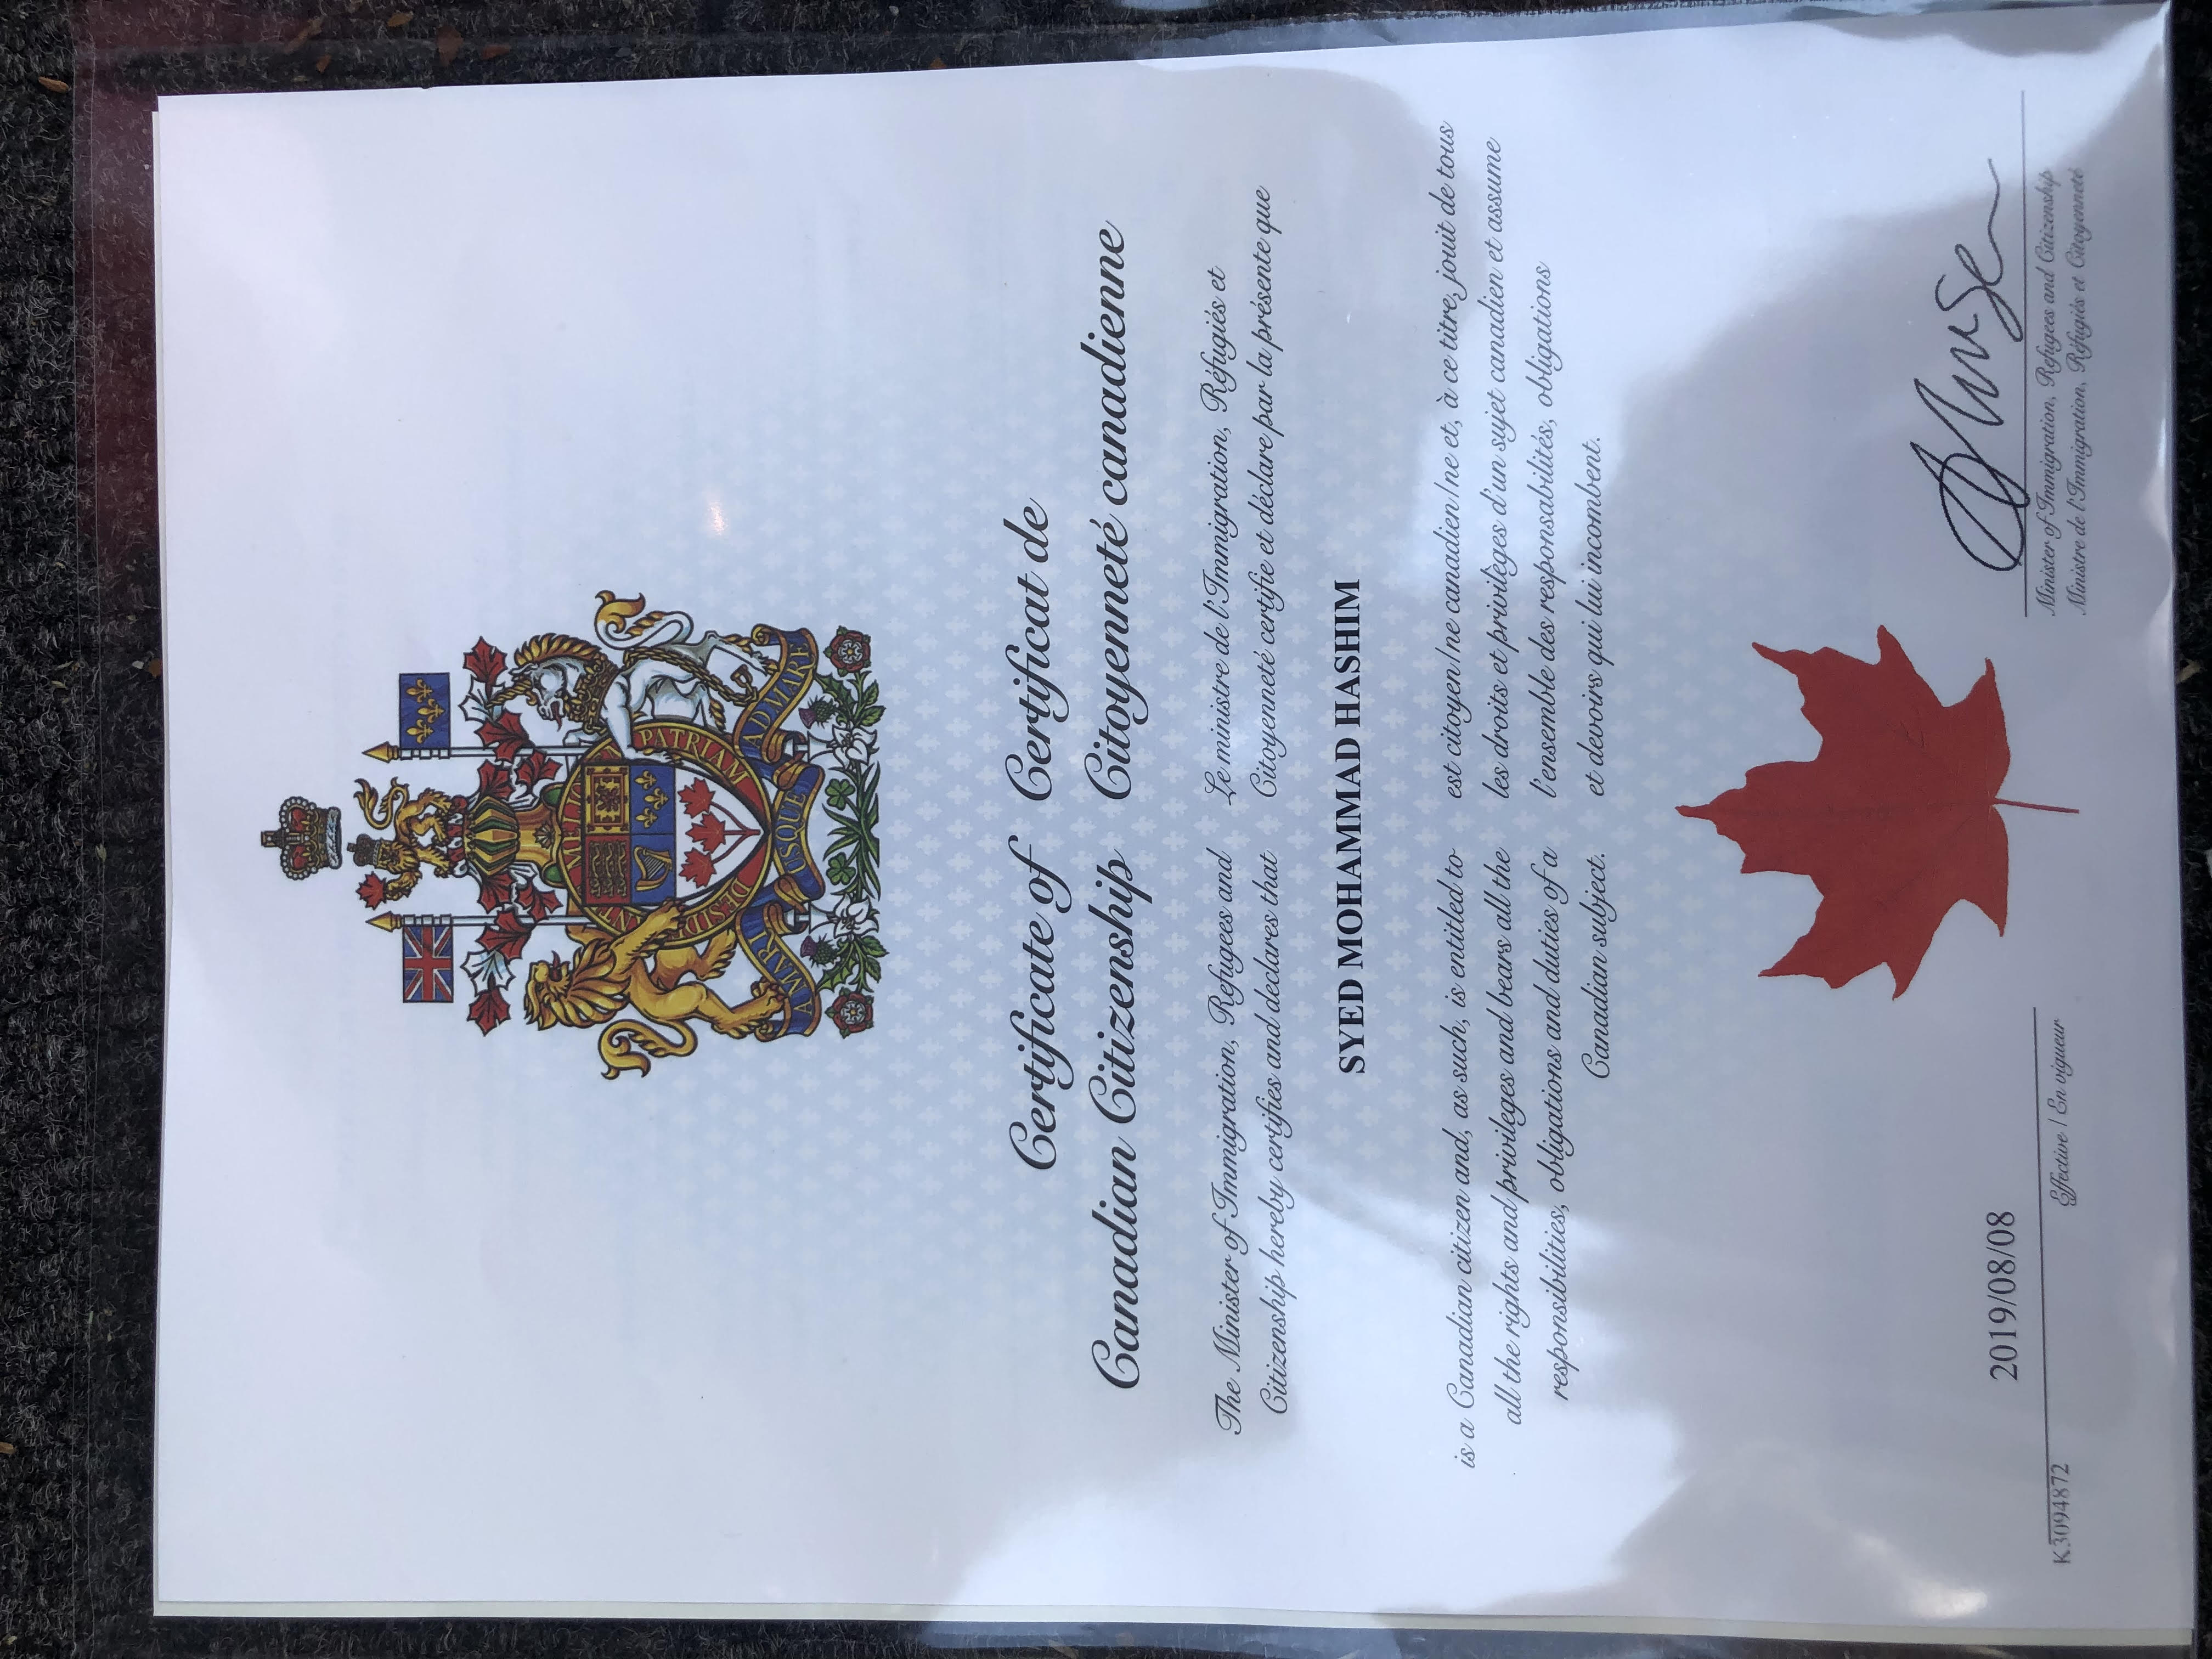 A MARI USQUE AD MARE
DESIDERANTES MELIOREM PATRIAM
Certificate of
Canadian Citizenship
Certificat de
Citoyenneté canadienne
The Minister of Immigration, Refugees and
Citizenship hereby certifies and declares that
Le ministre de l'Immigration, Réfugiés et
Citoyenneté certifie et déclare par la présente que
SYED MOHAMMAD HASHIM
is a Canadian citizen and, as such, is entitled to
all the rights and privileges and bears all the
responsibilities, obligations and duties of a
Canadian subject.
est citoyen/ne canadien/ne et, à ce titre, jouit de tous
les droits et privilèges d'un sujet canadien et assume
l'ensemble des responsabilités, obligations
et devoirs qui lui incombent.
2019/08/08
K3094872
Effective / En vigueur
Minister of Immigration, Refugees and Citizenship
Ministre de l'Immigration, Réfugiés et Citoyenneté